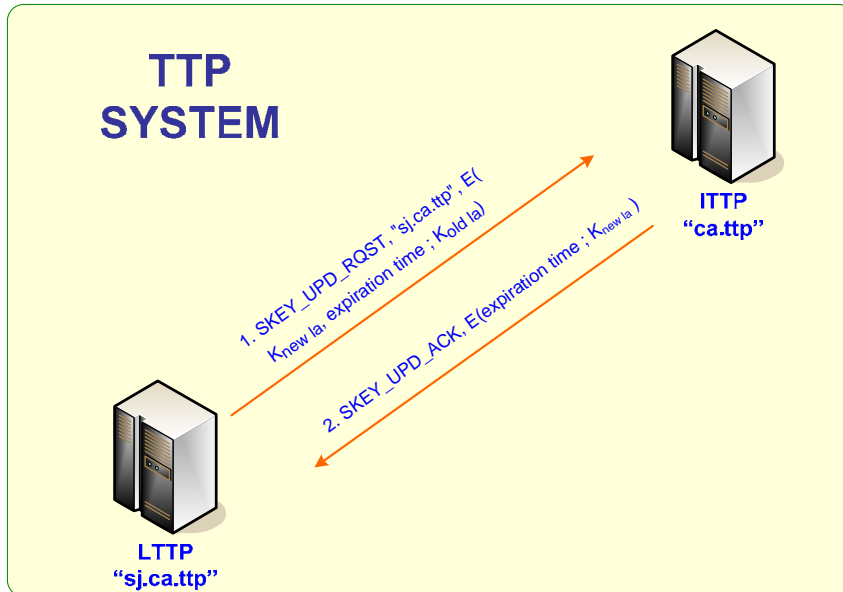 TTP
SYSTEM
ITTP
“ca.ttp”
1. SKEY_UPD_RQST, "sj.ca.ttp", E(
Knew la, expiration time ; Kold la)
2. SKEY_UPD_ACK, E(expiration time ; Knew la )
LTTP
“sj.ca.ttp”